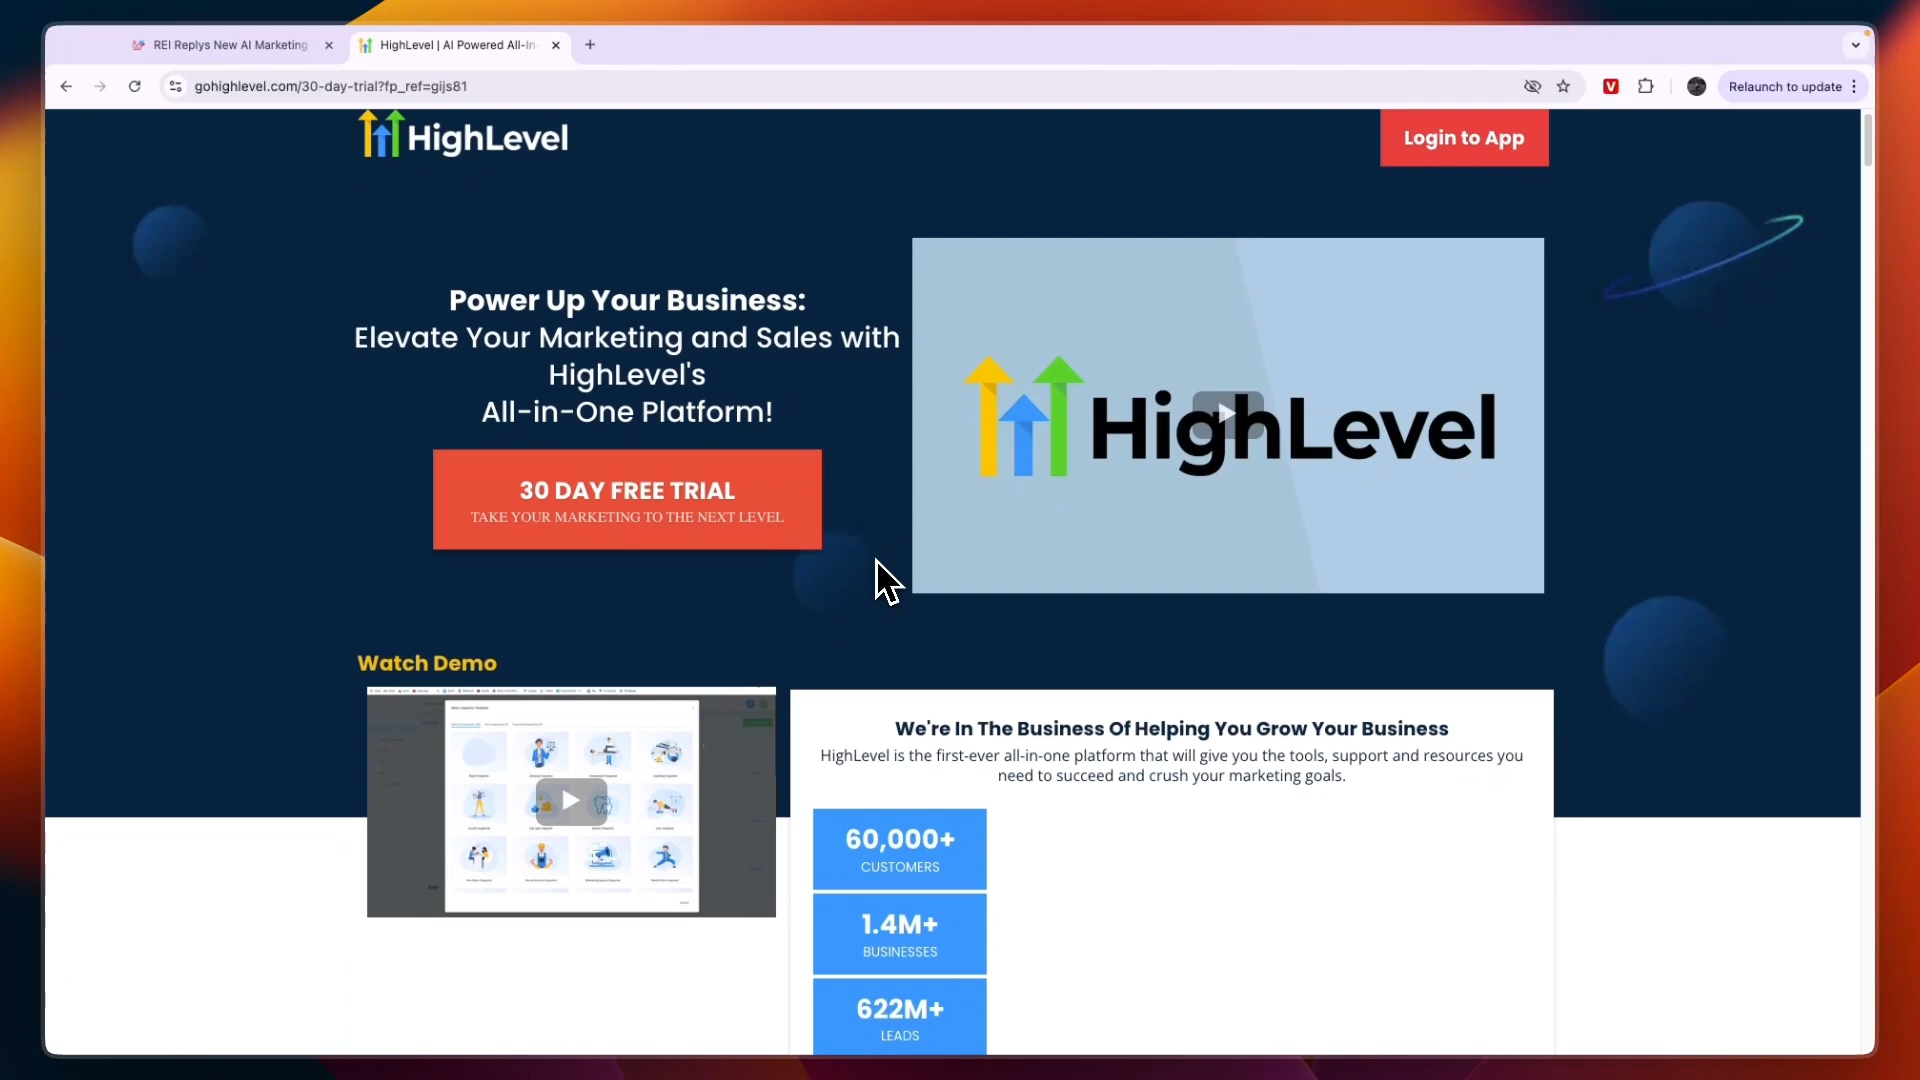 REI Replys New AI Marketing
HighLevel | AI Powered All-In-
gohighlevel.com/30-day-trial?fp_ref=gijs81
Relaunch to update
HighLevel
Login to App
Power Up Your Business:
Elevate Your Marketing and Sales with
HighLevel's
All-in-One Platform!
30 DAY FREE TRIAL
TAKE YOUR MARKETING TO THE NEXT LEVEL
HighLevel
Watch Demo
We're In The Business Of Helping You Grow Your Business
HighLevel is the first-ever all-in-one platform that will give you the tools, support and resources you
need to succeed and crush your marketing goals.
60,000+
CUSTOMERS
1.4M+
BUSINESSES
622M+
LEADS